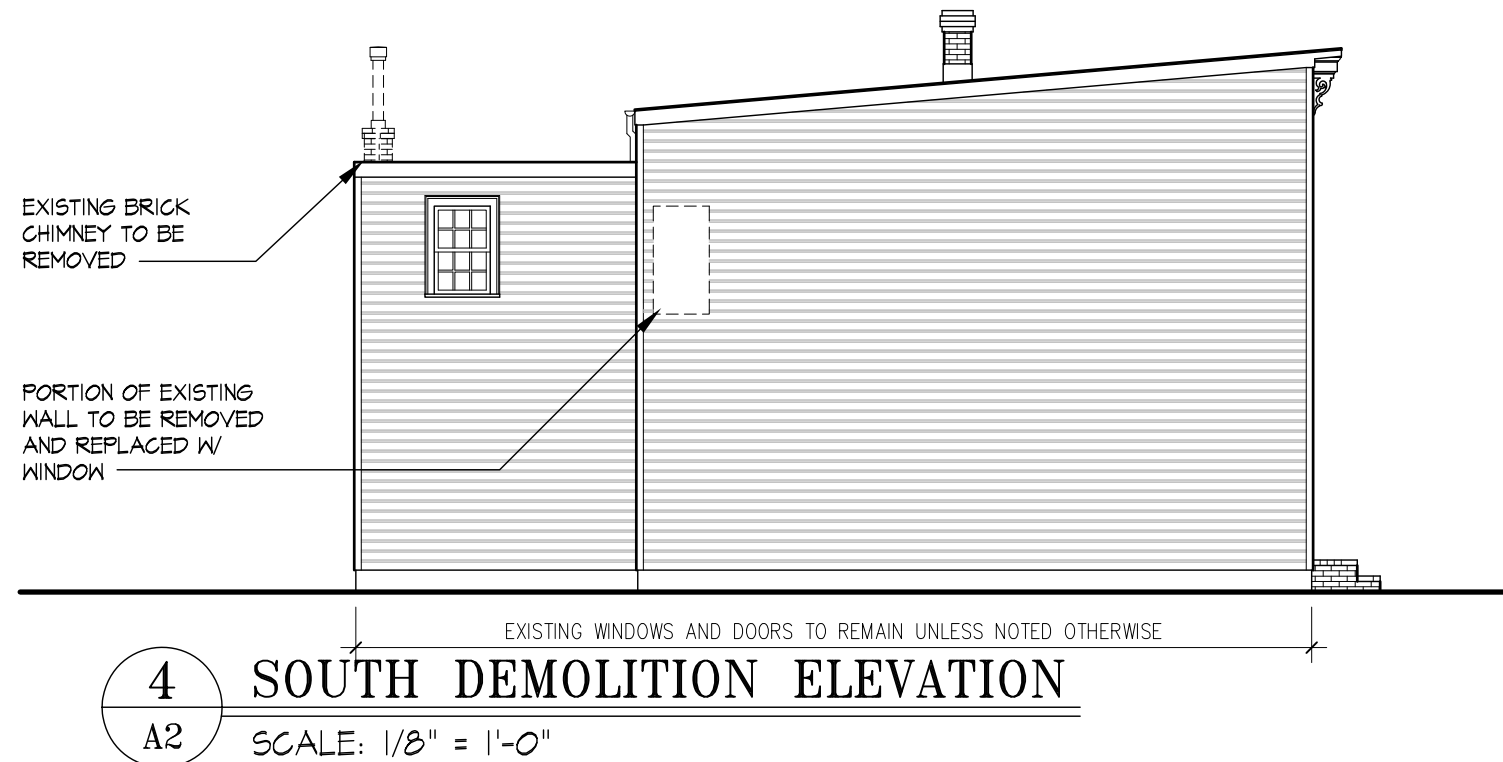 EXISTING BRICK
CHIMNEY TO BE
REMOVED
PORTION OF EXISTING
WALL TO BE REMOVED
AND REPLACED W/
WINDOW
EXISTING WINDOWS AND DOORS TO REMAIN UNLESS NOTED OTHERWISE
4
A2
SOUTH DEMOLITION ELEVATION
SCALE: 1/8" = 1'-0"